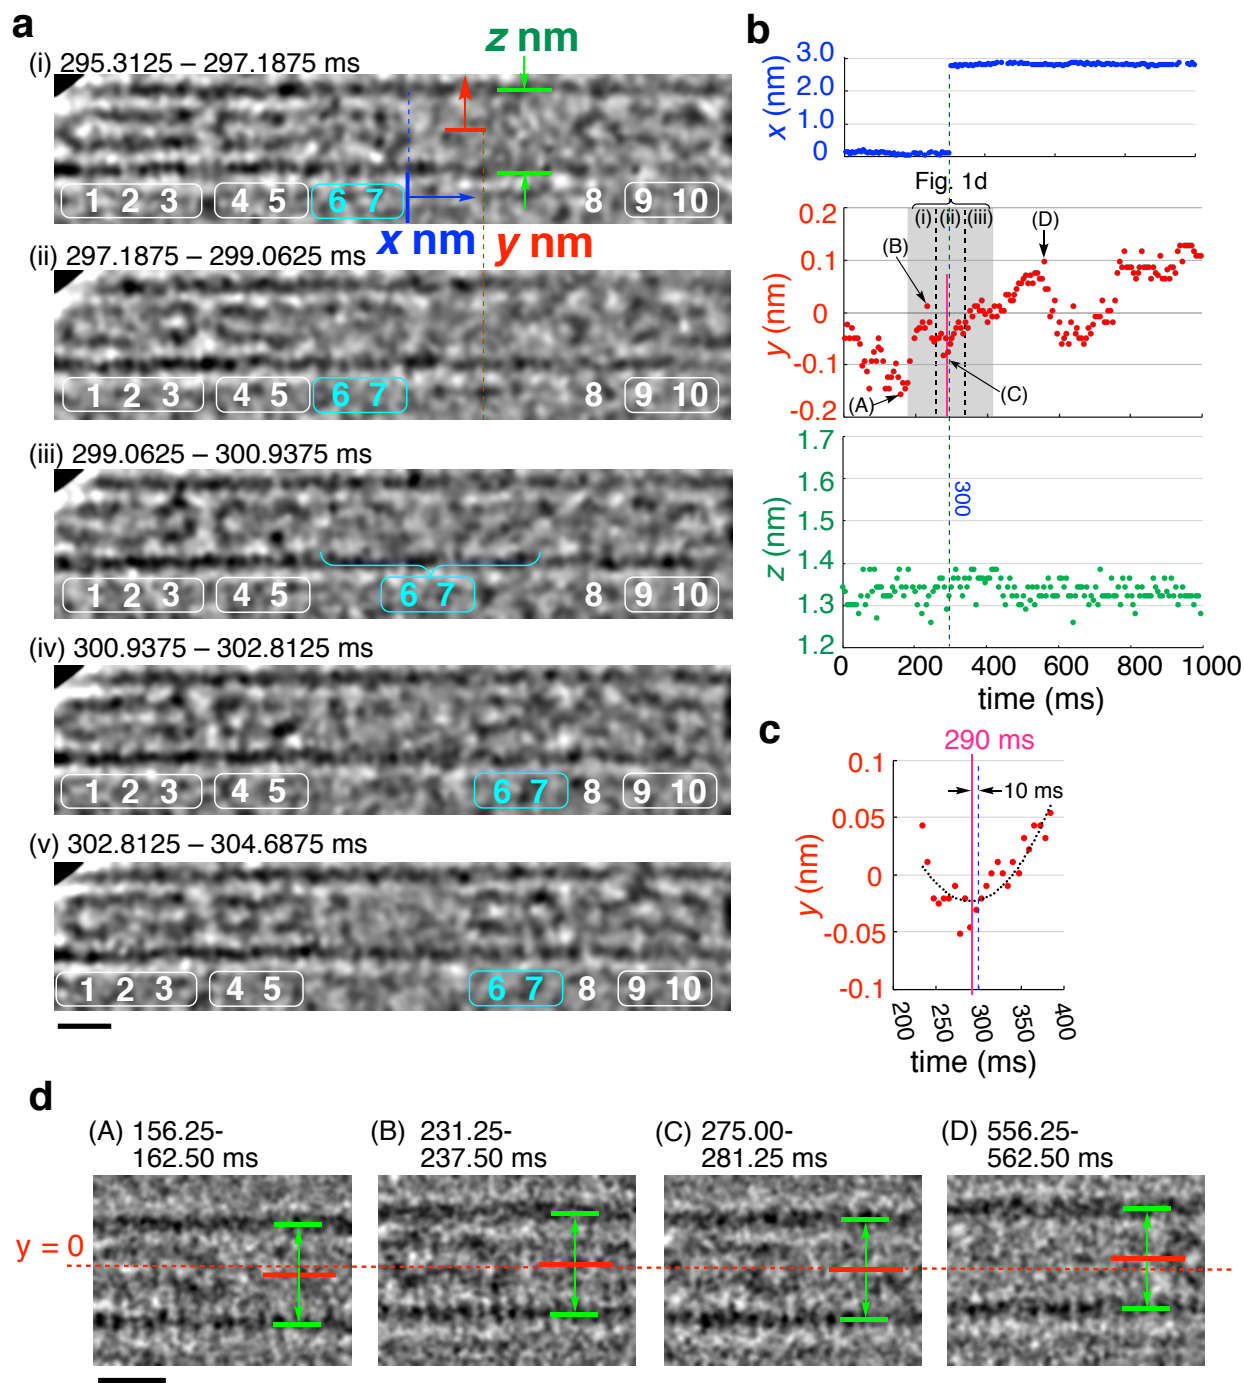 a
z nm
(i) 295.3125 – 297.1875 ms
1 2 3 4 5 6 7 8 9 10
x nm y nm
(ii) 297.1875 – 299.0625 ms
1 2 3 4 5 6 7 8 9 10
(iii) 299.0625 – 300.9375 ms
1 2 3 4 5 6 7 8 9 10
(iv) 300.9375 – 302.8125 ms
1 2 3 4 5 6 7 8 9 10
(v) 302.8125 – 304.6875 ms
1 2 3 4 5 6 7 8 9 10
b
x (nm)
3.0
2.0
1.0
0
Fig. 1d
(i) (ii) (iii)
(A)
(B)
(C)
(D)
y (nm)
0.2
0.1
0
-0.1
-0.2
z (nm)
1.7
1.6
1.5
1.4
1.3
1.2
300
0 200 400 600 800 1000
time (ms)
c
290 ms
10 ms
y (nm)
0.1
0.05
0
-0.05
-0.1
200 250 300 350 400
time (ms)
d
(A) 156.25-
162.50 ms
(B) 231.25-
237.50 ms
(C) 275.00-
281.25 ms
(D) 556.25-
562.50 ms
y = 0